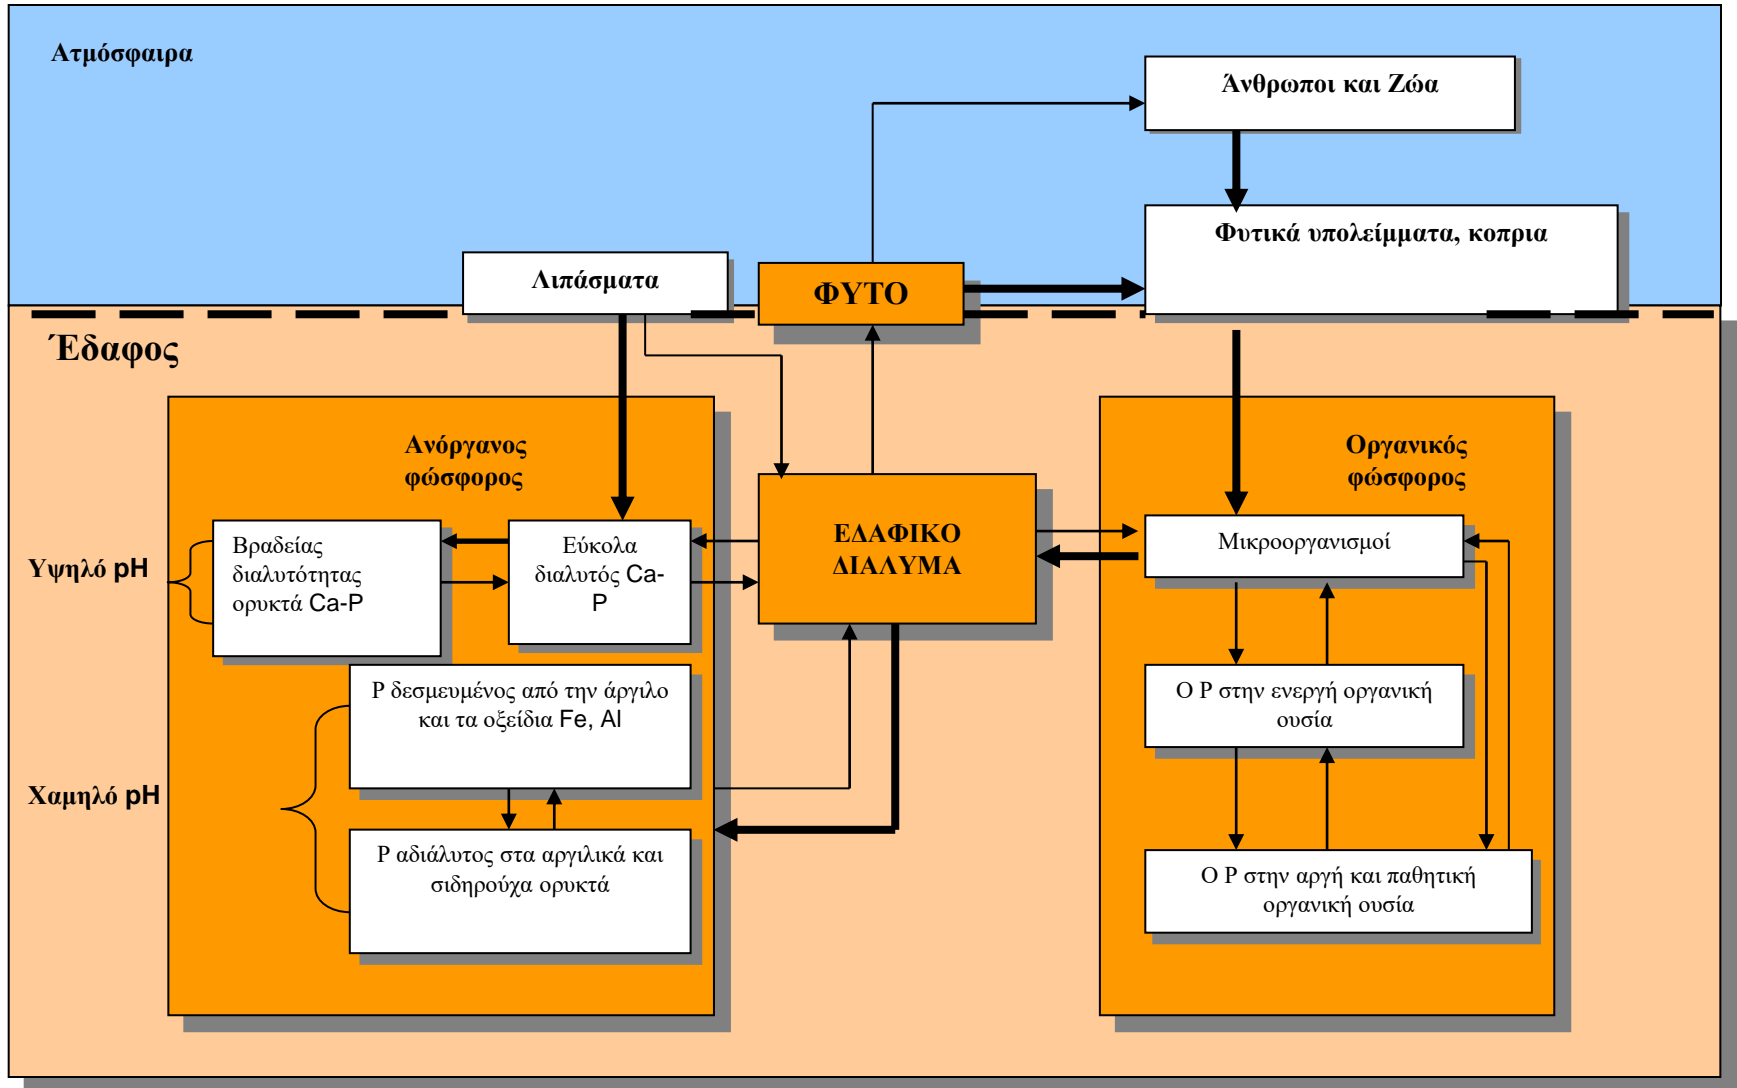 Ατμόσφαιρα
Άνθρωποι και Ζώα
Φυτικά υπολείμματα, κοπρια
Λιπάσματα
ΦΥΤΟ
Έδαφος
Ανόργανος
φώσφορος
Οργανικός
φώσφορος
Υψηλό pH
Βραδείας
διαλυτότητας
ορυκτά Ca-P
Εύκολα
διαλυτός Ca-
P
ΕΔΑΦΙΚΟ
ΔΙΑΛΥΜΑ
Μικροοργανισμοί
P δεσμευμένος από την άργιλο
και τα οξείδια Fe, Al
Ο P στην ενεργή οργανική
ουσία
Χαμηλό pH
P αδιάλυτος στα αργιλικά και
σιδηρούχα ορυκτά
Ο P στην αργή και παθητική
οργανική ουσία